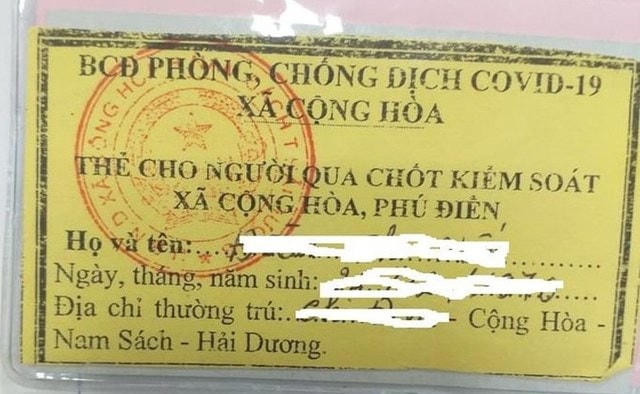 BCĐ PHÒNG, CHỐNG DỊCH COVID-19
XÃ CỘNG HÒA
THẺ CHO NGƯỜI QUA CHỐT KIỂM SOÁT
XÃ CỘNG HÒA, PHÚ ĐIỀN
Họ và tên:
Ngày, tháng, năm sinh:
Địa chỉ thường trú: - Cộng Hòa -
Nam Sách - Hải Dương.